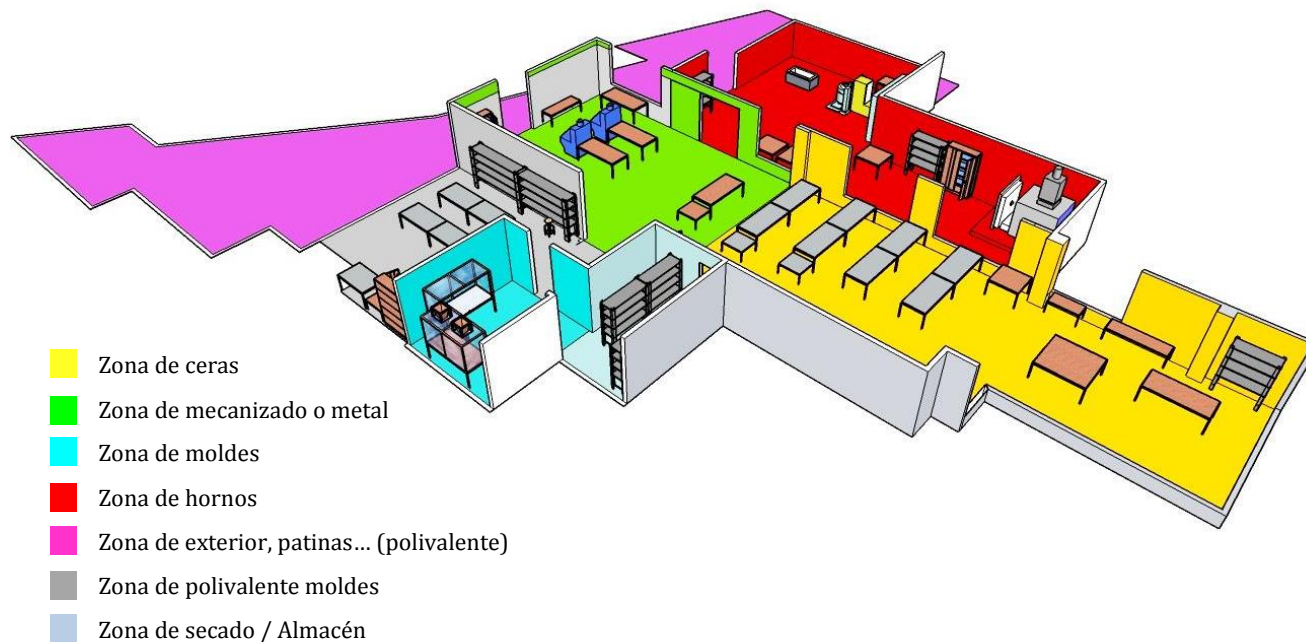 Zona de ceras
Zona de mecanizado o metal
Zona de moldes
Zona de hornos
Zona de exterior, patinas… (polivalente)
Zona de polivalente moldes
Zona de secado / Almacén